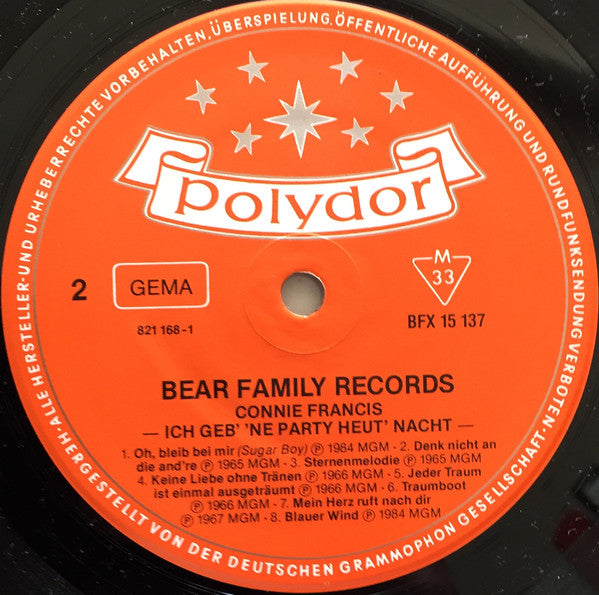 ALLE HERSTELLER- UND URHEBERRECHTE VORBEHALTEN, ÜBERSPIELUNG, ÖFFENTLICHE AUFFÜHRUNG UND RUNDFUNKSENDUNG VERBOTEN
polydor
2
GEMA
M
33
821 168-1
BFX 15 137
BEAR FAMILY RECORDS
CONNIE FRANCIS
— ICH GEB' 'NE PARTY HEUT' NACHT —
1. Oh, bleib bei mir (Sugar Boy) Ⓟ 1984 MGM - 2. Denk nicht an
die and're Ⓟ 1965 MGM - 3. Sternenmelodie Ⓟ 1965 MGM
4. Keine Liebe ohne Tränen Ⓟ 1966 MGM - 5. Jeder Traum
ist einmal ausgeträumt Ⓟ 1966 MGM - 6. Traumboot
Ⓟ 1966 MGM - 7. Mein Herz ruft nach dir
Ⓟ 1967 MGM - 8. Blauer Wind Ⓟ 1984 MGM
HERGESTELLT VON DER DEUTSCHEN GRAMMOPHON GESELLSCHAFT